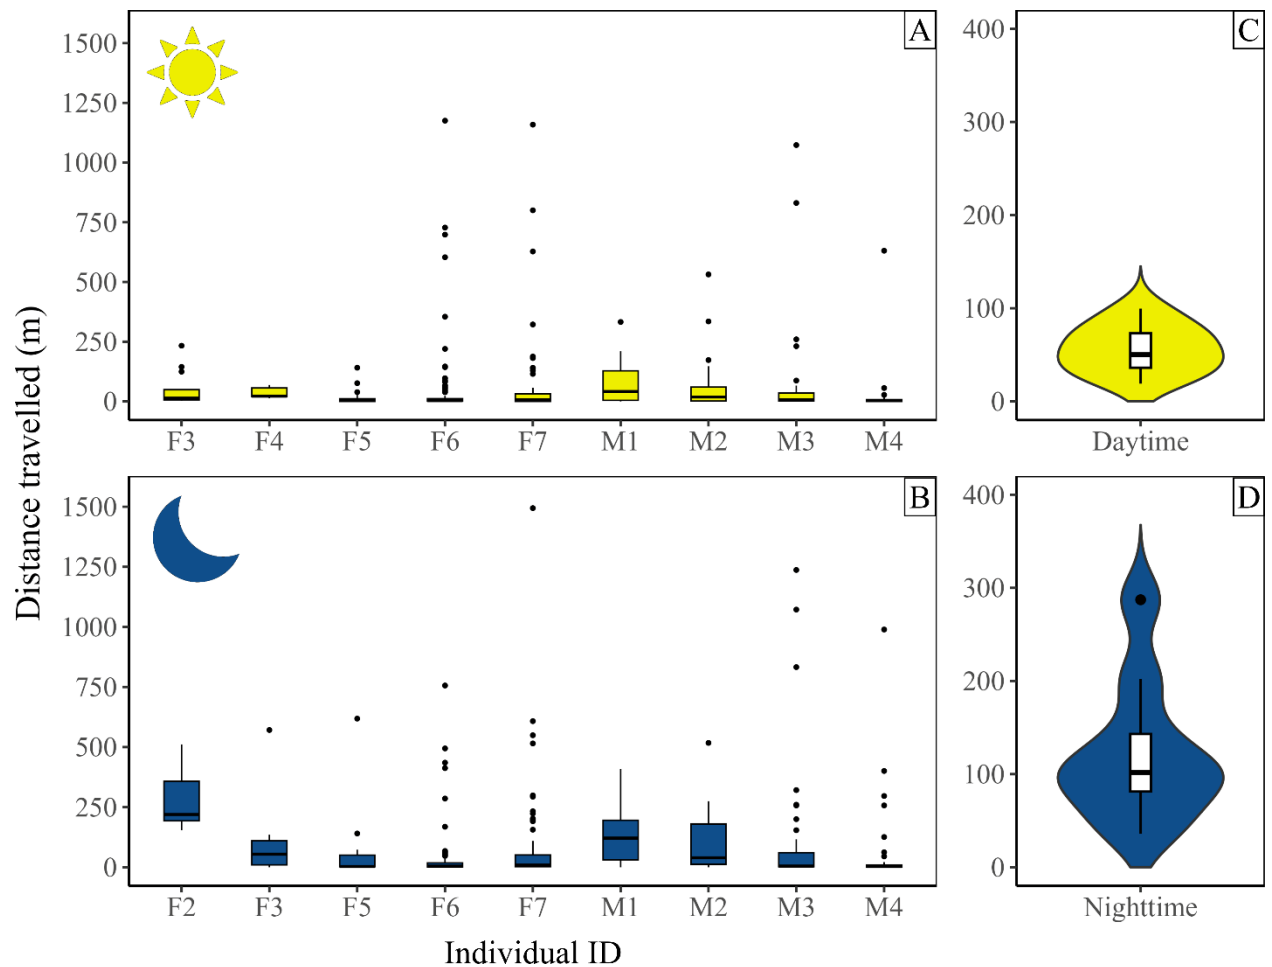 Distance travelled (m)
A
1500
1250
1000
750
500
250
0
F3 F4 F5 F6 F7 M1 M2 M3 M4
C
400
300
200
100
0
Daytime
B
1500
1250
1000
750
500
250
0
F2 F3 F5 F6 F7 M1 M2 M3 M4
Individual ID
D
400
300
200
100
0
Nighttime